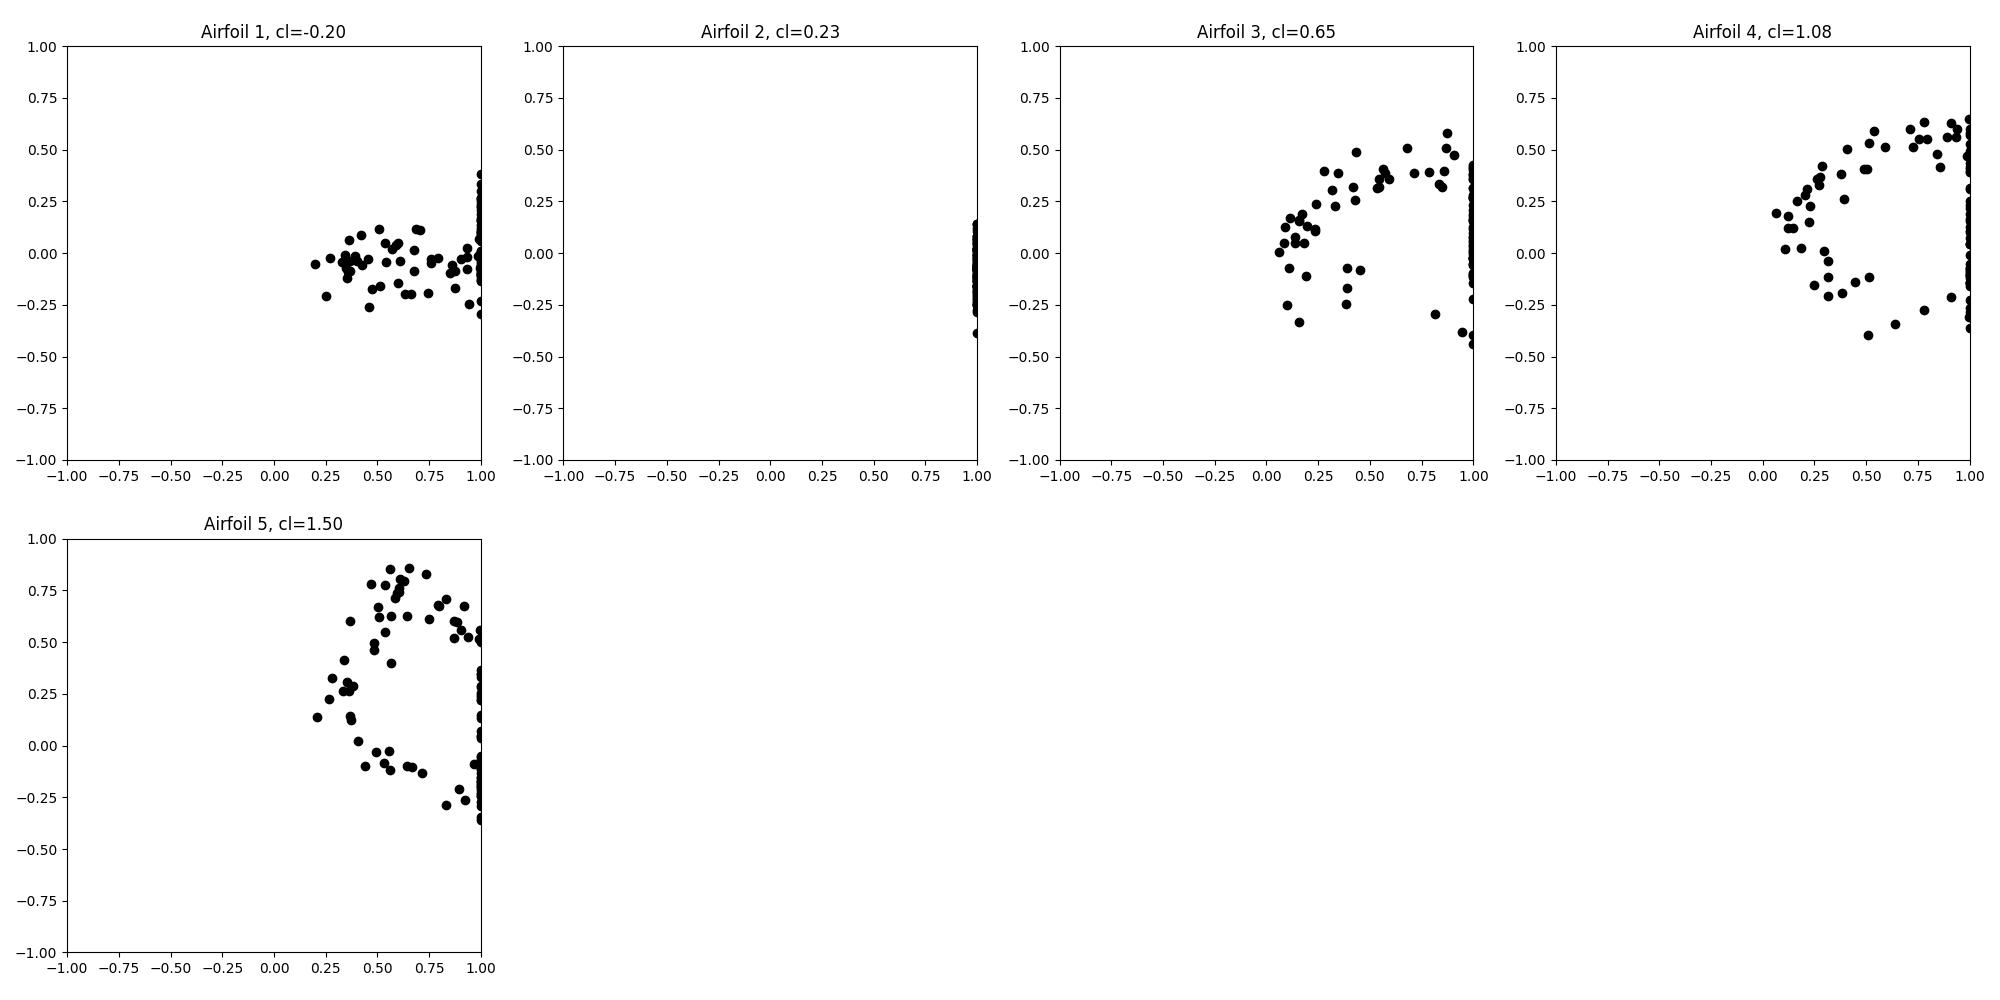 Airfoil 1, cl=-0.20
Airfoil 2, cl=0.23
Airfoil 3, cl=0.65
Airfoil 4, cl=1.08
1.00 1.00 1.00 1.00
0.75 0.75 0.75 0.75
0.50 0.50 0.50 0.50
0.25 0.25 0.25 0.25
0.00 0.00 0.00 0.00
−0.25 −0.25 −0.25 −0.25
−0.50 −0.50 −0.50 −0.50
−0.75 −0.75 −0.75 −0.75
−1.00 −1.00 −1.00 −1.00
−1.00 −0.75 −0.50 −0.25 0.00 0.25 0.50 0.75 1.00
−1.00 −0.75 −0.50 −0.25 0.00 0.25 0.50 0.75 1.00
−1.00 −0.75 −0.50 −0.25 0.00 0.25 0.50 0.75 1.00
−1.00 −0.75 −0.50 −0.25 0.00 0.25 0.50 0.75 1.00
Airfoil 5, cl=1.50
1.00
0.75
0.50
0.25
0.00
−0.25
−0.50
−0.75
−1.00
−1.00 −0.75 −0.50 −0.25 0.00 0.25 0.50 0.75 1.00